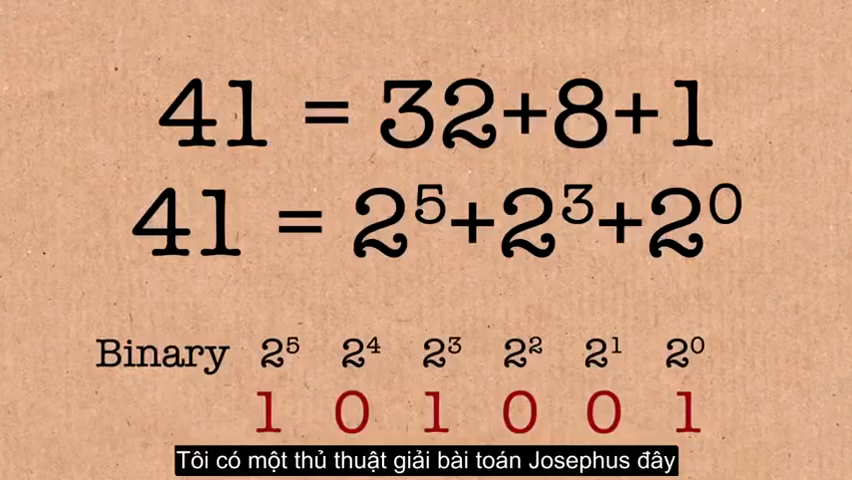 41 = 32+8+1
41 = 2⁵+2³+2⁰
Binary 2⁵ 2⁴ 2³ 2² 2¹ 2⁰
1 0 1 0 0 1
Tôi có một thủ thuật giải bài toán Josephus đây